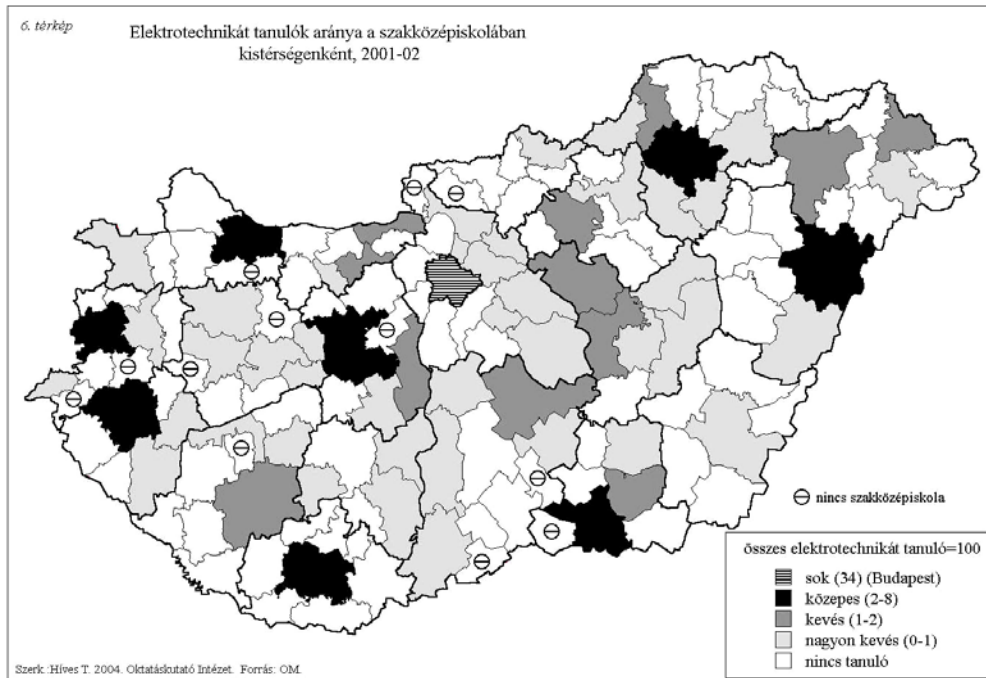 6. térkép
Elektrotechnikát tanulók aránya a szakközépiskolában
kistérségenként, 2001-02
nincs szakközépiskola
összes elektrotechnikát tanuló=100
sok (34) (Budapest)
közepes (2-8)
kevés (1-2)
nagyon kevés (0-1)
nincs tanuló
Szerk :Híves T. 2004. Oktatáskutató Intézet. Forrás: OM.